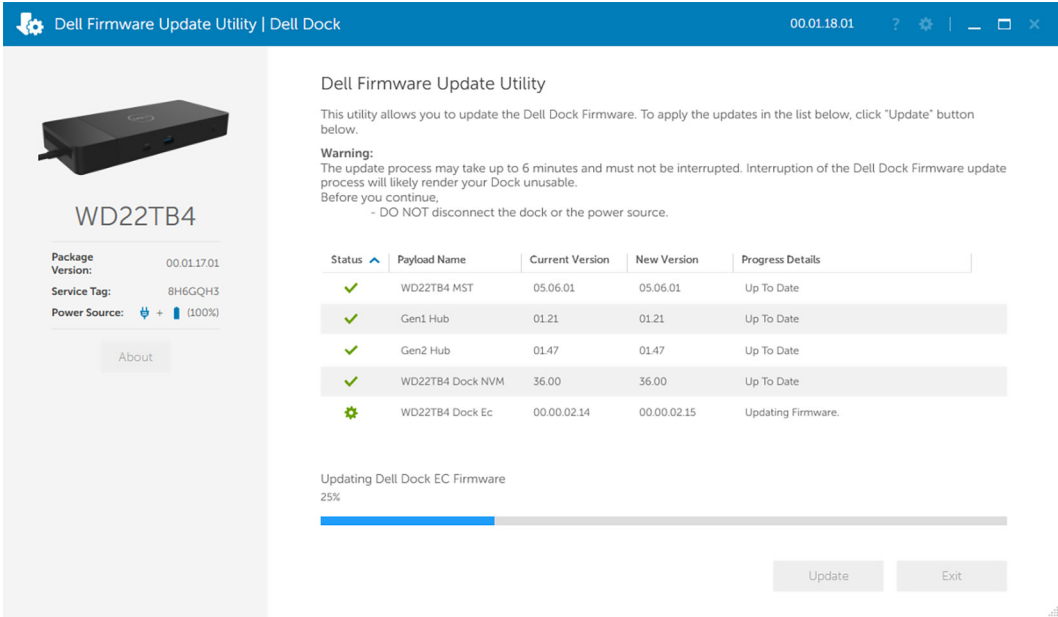 Dell Firmware Update Utility | Dell Dock
00.01.18.01
?
Dell Firmware Update Utility
This utility allows you to update the Dell Dock Firmware. To apply the updates in the list below, click "Update" button
below.
Warning:
The update process may take up to 6 minutes and must not be interrupted. Interruption of the Dell Dock Firmware update
process will likely render your Dock unusable.
Before you continue,
- DO NOT disconnect the dock or the power source.
WD22TB4
Package Version: 00.01.17.01
Service Tag: 8H6GQH3
Power Source: + (100%)
About
Status Payload Name Current Version New Version Progress Details
WD22TB4 MST 05.06.01 05.06.01 Up To Date
Gen1 Hub 01.21 01.21 Up To Date
Gen2 Hub 01.47 01.47 Up To Date
WD22TB4 Dock NVM 36.00 36.00 Up To Date
WD22TB4 Dock Ec 00.00.02.14 00.00.02.15 Updating Firmware.
Updating Dell Dock EC Firmware
25%
Update
Exit